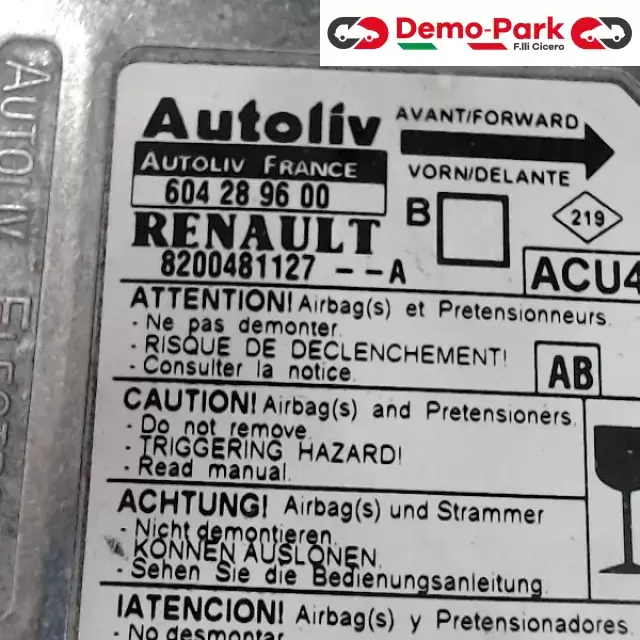 Demo-Park
F.lli Cicero
Autoliv
AVANT/FORWARD
AUTOLIV FRANCE
VORN/DELANTE
604 28 96 00
B
219
RENAULT
8200481127 --A
ACU4
ATTENTION! Airbag(s) et Pretensionneurs.
- Ne pas demonter.
- RISQUE DE DECLENCHEMENT!
- Consulter la notice.
AB
CAUTION! Airbag(s) and Pretensioners.
- Do not remove.
- TRIGGERING HAZARD!
- Read manual.
ACHTUNG! Airbag(s) und Strammer
- Nicht demontieren.
- KONNEN AUSLONEN.
- Sehen Sie die Bedienungsanleitung.
!ATENCION! Airbag(s) y Pretensionadores.
- No desmontar.
AUTOLIV